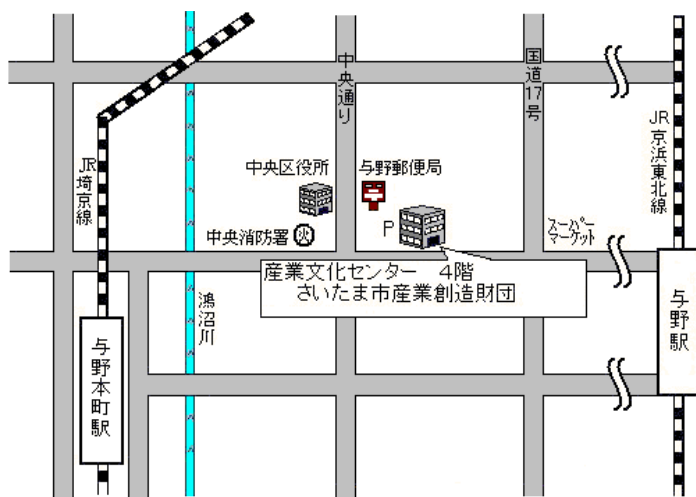 中央通り
国道17号
JR埼京線
JR京浜東北線
中央区役所
与野郵便局
中央消防署
火
P
スーパー
マーケット
産業文化センター 4階
さいたま市産業創造財団
鴻沼川
与野本町駅
与野駅